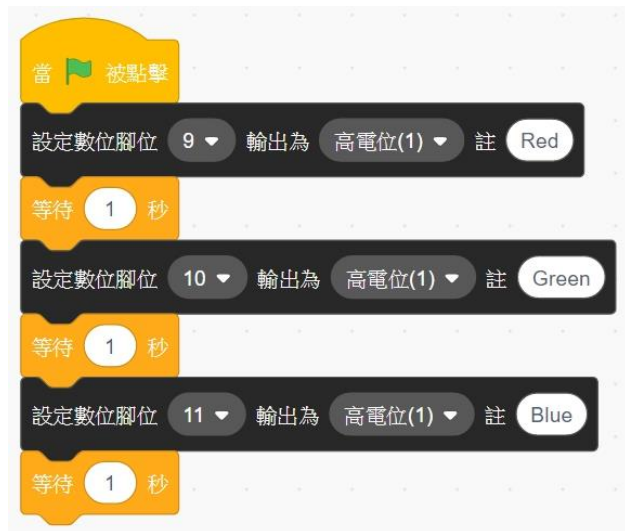 當 被點擊
設定數位腳位 9 輸出為 高電位(1) 註 Red
等待 1 秒
設定數位腳位 10 輸出為 高電位(1) 註 Green
等待 1 秒
設定數位腳位 11 輸出為 高電位(1) 註 Blue
等待 1 秒